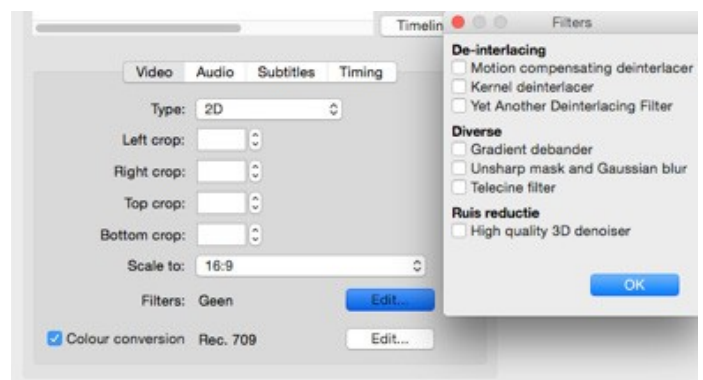 Timelin
Video Audio Subtitles Timing
Type: 2D
Left crop:
Right crop:
Top crop:
Bottom crop:
Scale to: 16:9
Filters: Geen Edit...
Colour conversion Rec. 709 Edit...
Filters
De-interlacing
Motion compensating deinterlacer
Kernel deinterlacer
Yet Another Deinterlacing Filter
Diverse
Gradient debander
Unsharp mask and Gaussian blur
Telecine filter
Ruis reductie
High quality 3D denoiser
OK